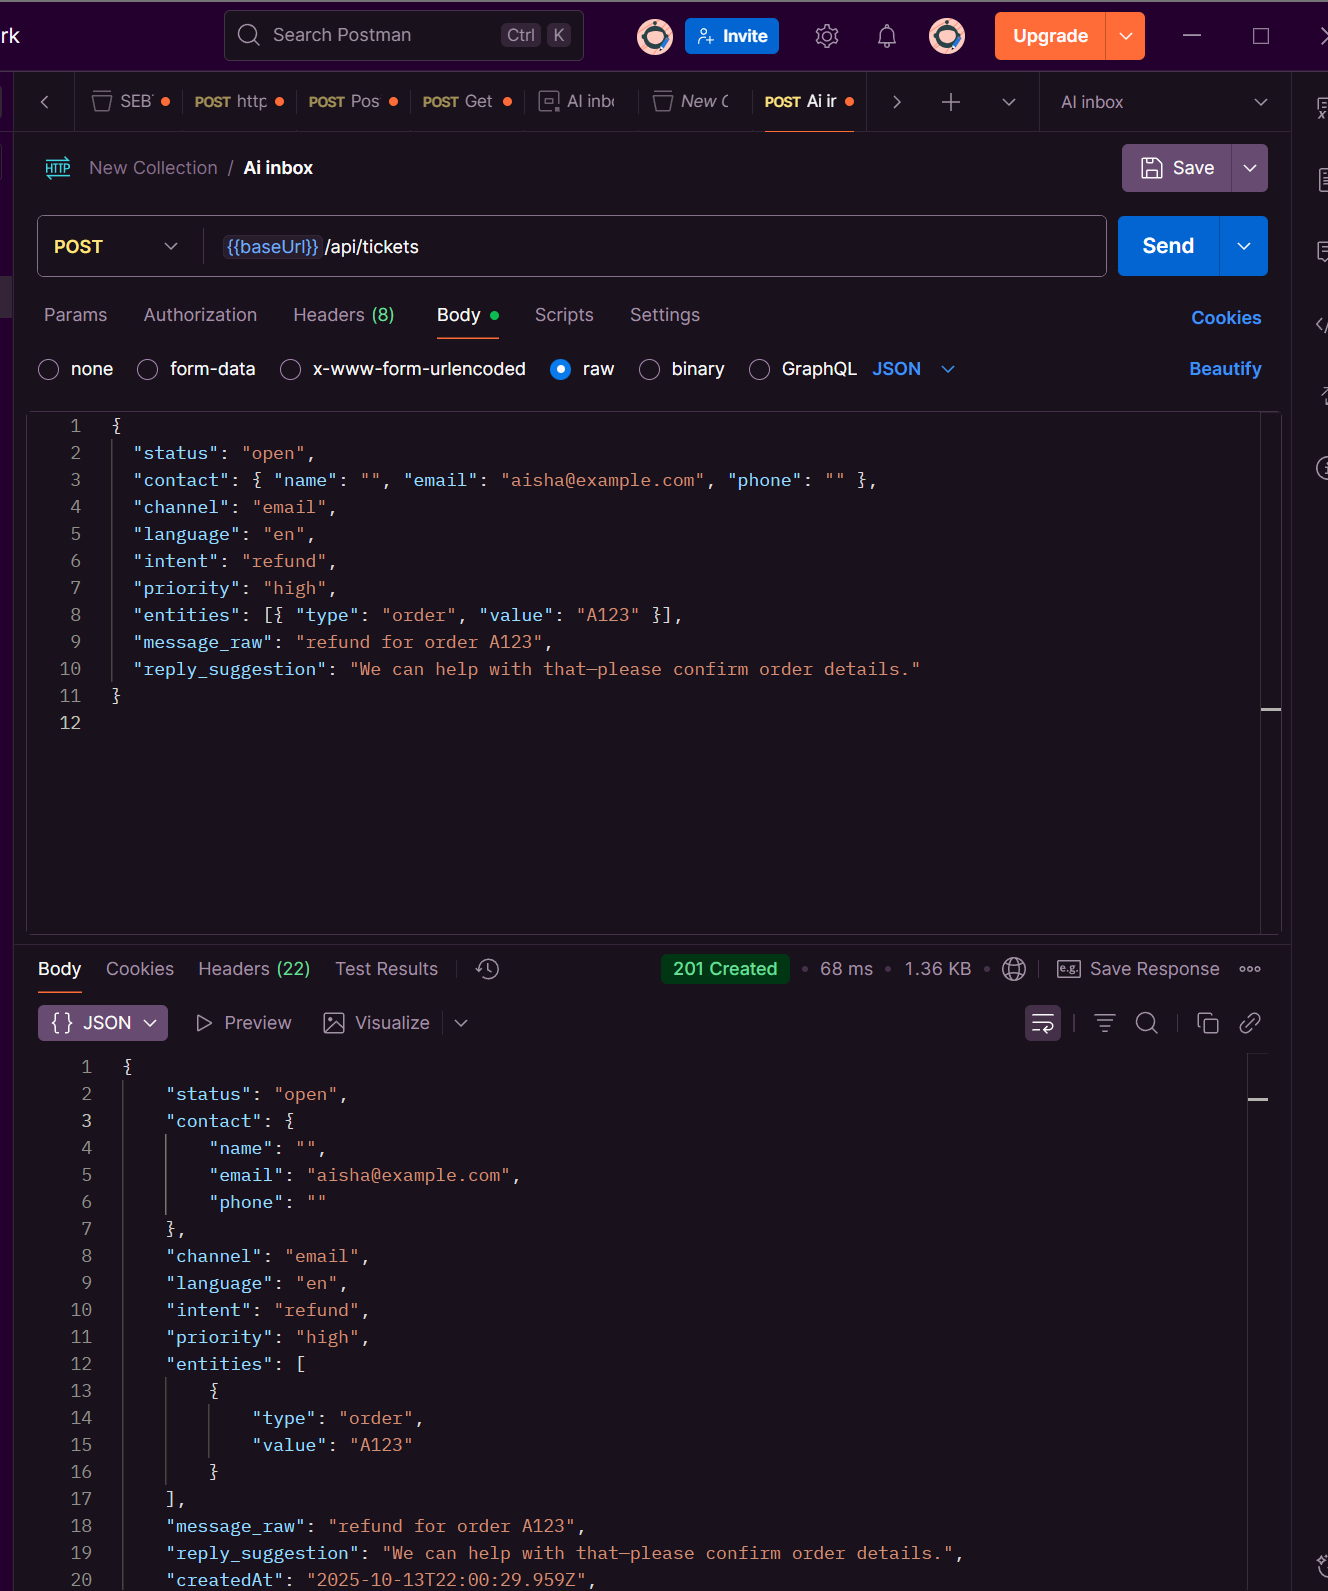 rk
Search Postman Ctrl K Invite Upgrade
SEB POST http POST Pos POST Get AI inbo New C POST Ai ir AI inbox
HTTP New Collection / Ai inbox Save
POST {{baseUrl}}/api/tickets Send
Params Authorization Headers (8) Body Scripts Settings Cookies
none form-data x-www-form-urlencoded raw binary GraphQL JSON Beautify
1 {
2 "status": "open",
3 "contact": { "name": "", "email": "aisha@example.com", "phone": "" },
4 "channel": "email",
5 "language": "en",
6 "intent": "refund",
7 "priority": "high",
8 "entities": [{ "type": "order", "value": "A123" }],
9 "message_raw": "refund for order A123",
10 "reply_suggestion": "We can help with that—please confirm order details."
11 }
12
Body Cookies Headers (22) Test Results 201 Created • 68 ms • 1.36 KB • e.g. Save Response
{} JSON Preview Visualize
1 {
2 "status": "open",
3 "contact": {
4 "name": "",
5 "email": "aisha@example.com",
6 "phone": ""
7 },
8 "channel": "email",
9 "language": "en",
10 "intent": "refund",
11 "priority": "high",
12 "entities": [
13 {
14 "type": "order",
15 "value": "A123"
16 }
17 ],
18 "message_raw": "refund for order A123",
19 "reply_suggestion": "We can help with that—please confirm order details.",
20 "createdAt": "2025-10-13T22:00:29.959Z",